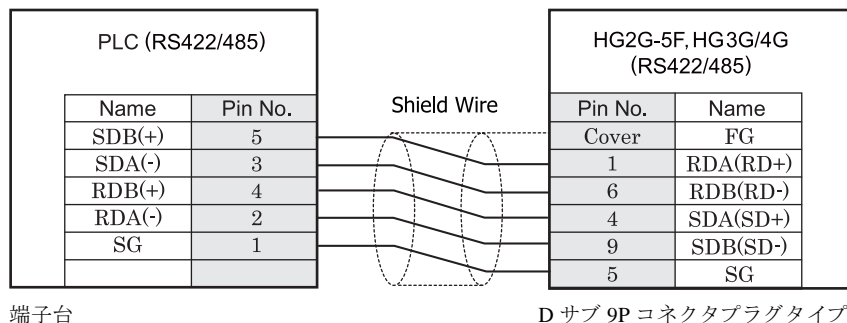 PLC (RS422/485)
Name Pin No.
SDB(+) 5
SDA(-) 3
RDB(+) 4
RDA(-) 2
SG 1
Shield Wire
HG2G-5F, HG3G/4G
(RS422/485)
Pin No. Name
Cover FG
1 RDA(RD+)
6 RDB(RD-)
4 SDA(SD+)
9 SDB(SD-)
5 SG
端子台
D サブ 9P コネクタプラグタイプ